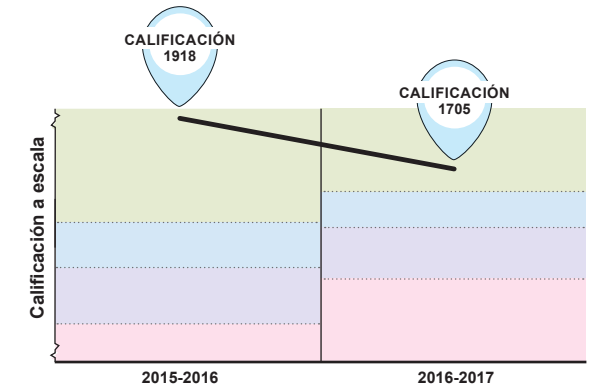 CALIFICACIÓN
1918
CALIFICACIÓN
1705
Calificación a escala
2015-2016
2016-2017